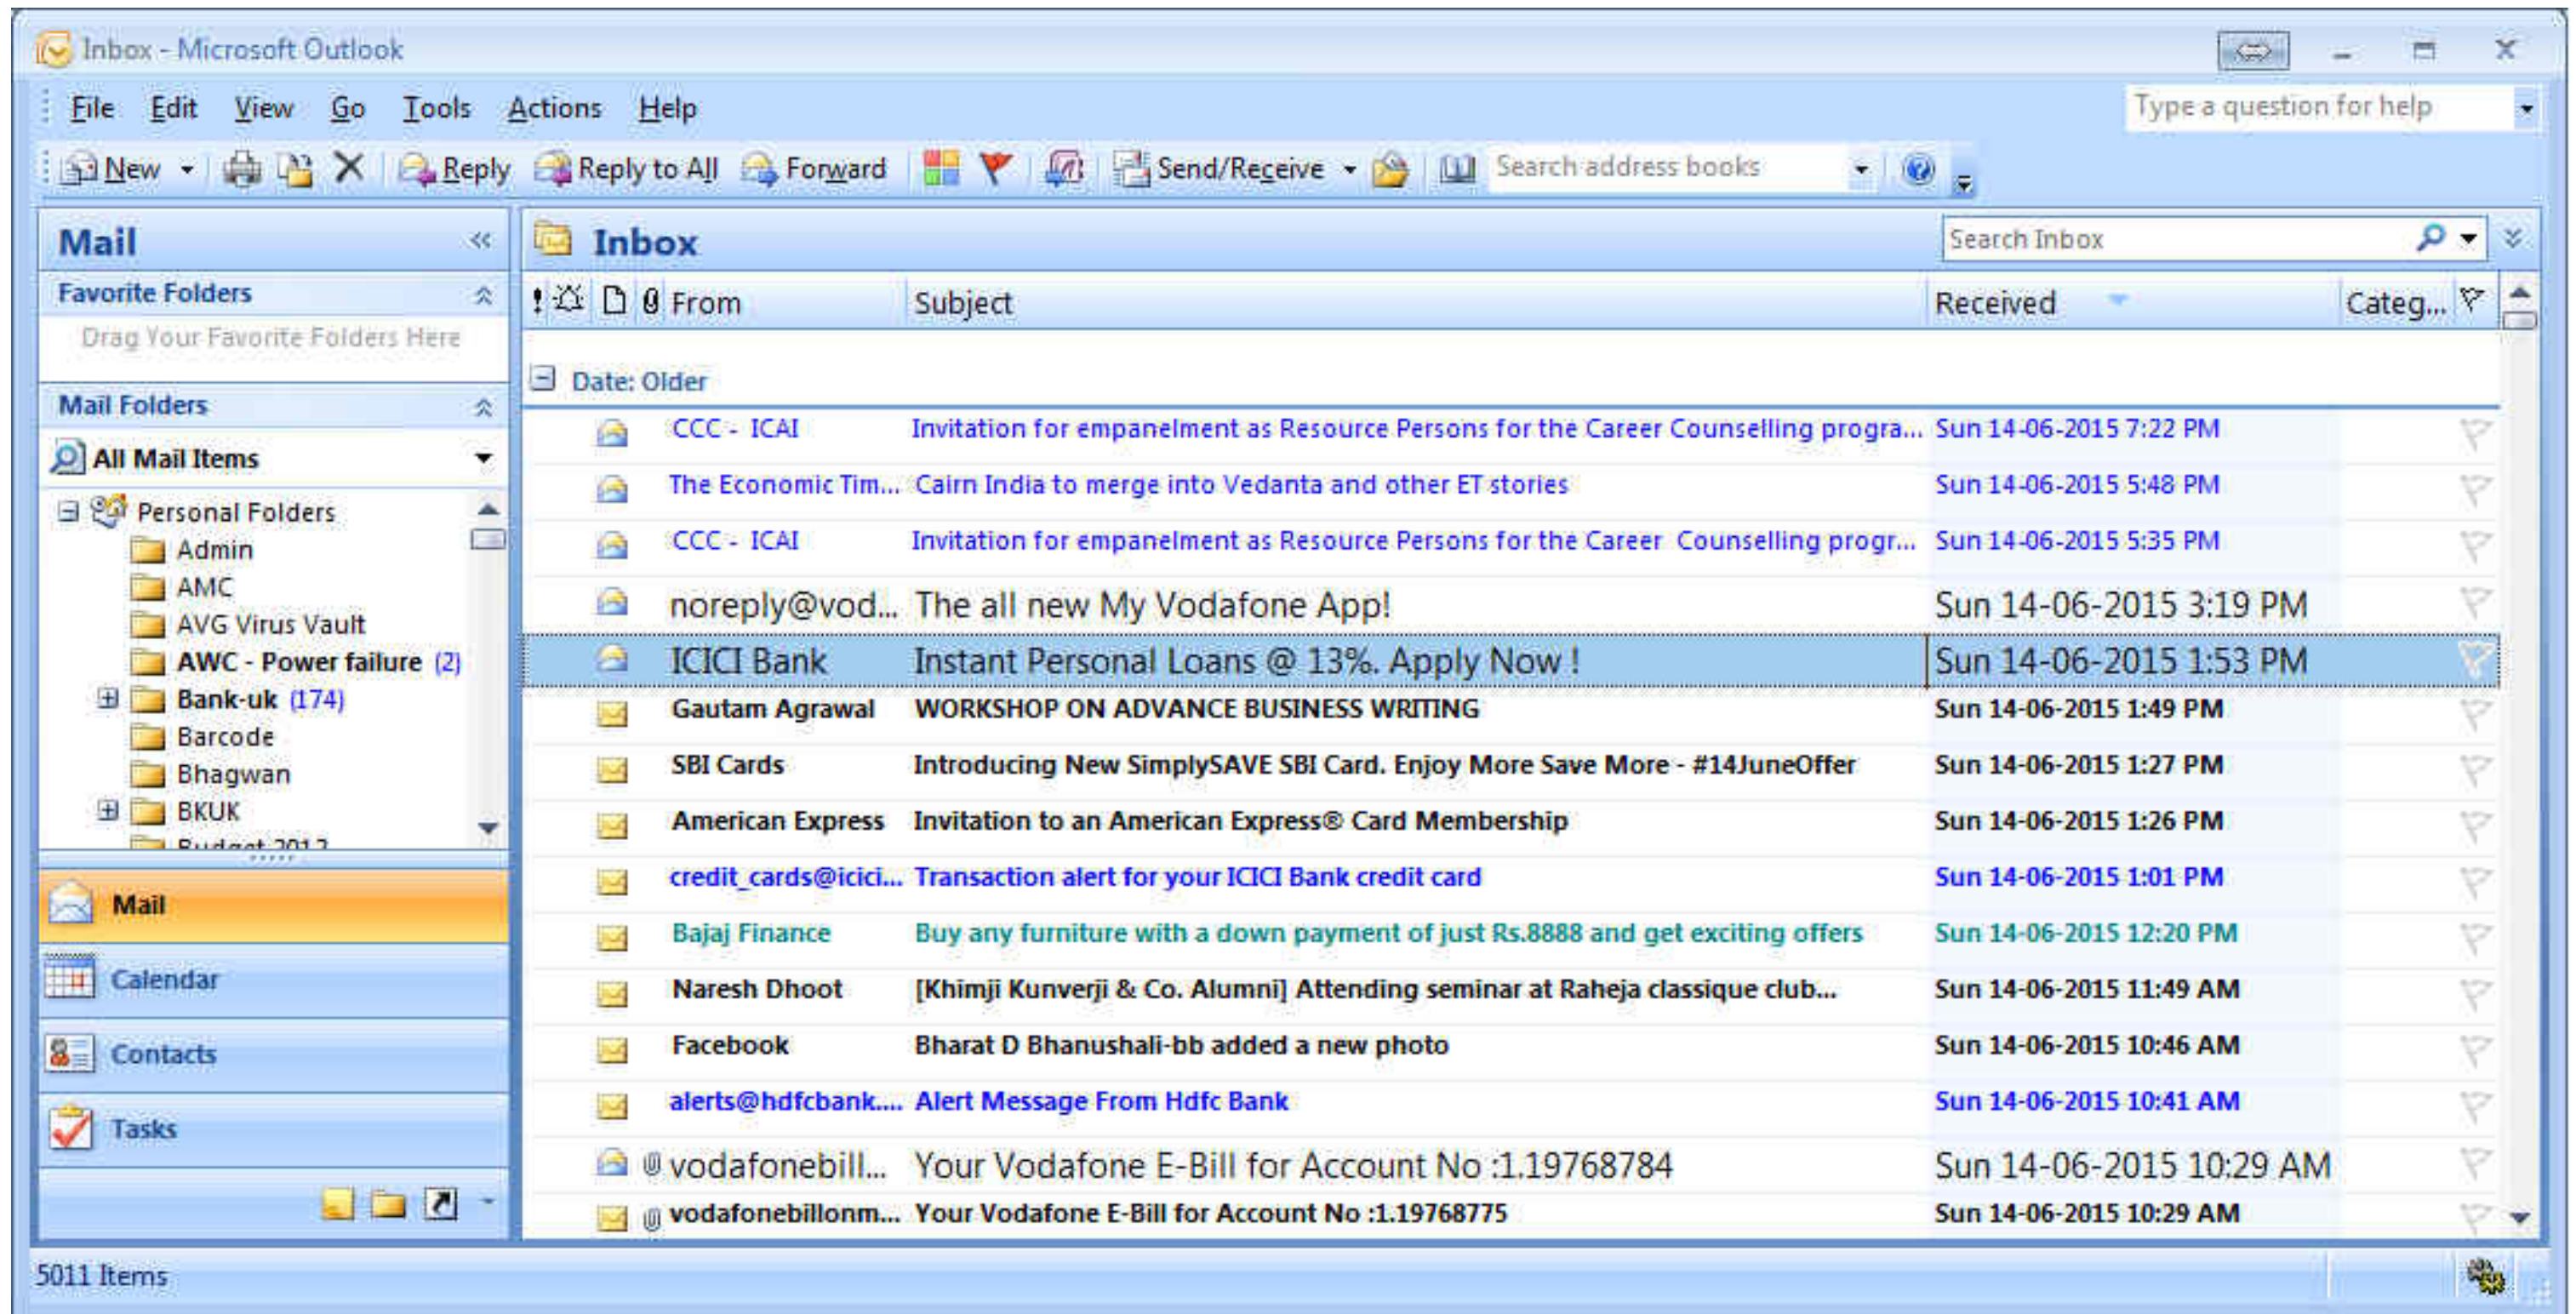 Inbox - Microsoft Outlook
File Edit View Go Tools Actions Help Type a question for help
New Reply Reply to All Forward Send/Receive Search address books
Mail
Favorite Folders
Drag Your Favorite Folders Here
Mail Folders
All Mail Items
Personal Folders
Admin
AMC
AVG Virus Vault
AWC - Power failure (2)
Bank-uk (174)
Barcode
Bhagwan
BKUK
Budget 2012
Mail
Calendar
Contacts
Tasks
Inbox Search Inbox
From Subject Received Categ...
Date: Older
CCC - ICAI Invitation for empanelment as Resource Persons for the Career Counselling progra... Sun 14-06-2015 7:22 PM
The Economic Tim... Cairn India to merge into Vedanta and other ET stories Sun 14-06-2015 5:48 PM
CCC - ICAI Invitation for empanelment as Resource Persons for the Career Counselling progr... Sun 14-06-2015 5:35 PM
noreply@vod... The all new My Vodafone App! Sun 14-06-2015 3:19 PM
ICICI Bank Instant Personal Loans @ 13%. Apply Now ! Sun 14-06-2015 1:53 PM
Gautam Agrawal WORKSHOP ON ADVANCE BUSINESS WRITING Sun 14-06-2015 1:49 PM
SBI Cards Introducing New SimplySAVE SBI Card. Enjoy More Save More - #14JuneOffer Sun 14-06-2015 1:27 PM
American Express Invitation to an American Express® Card Membership Sun 14-06-2015 1:26 PM
credit_cards@icici... Transaction alert for your ICICI Bank credit card Sun 14-06-2015 1:01 PM
Bajaj Finance Buy any furniture with a down payment of just Rs.8888 and get exciting offers Sun 14-06-2015 12:20 PM
Naresh Dhoot [Khimji Kunverji & Co. Alumni] Attending seminar at Raheja classique club... Sun 14-06-2015 11:49 AM
Facebook Bharat D Bhanushali-bb added a new photo Sun 14-06-2015 10:46 AM
alerts@hdfcbank.... Alert Message From Hdfc Bank Sun 14-06-2015 10:41 AM
vodafonebill... Your Vodafone E-Bill for Account No :1.19768784 Sun 14-06-2015 10:29 AM
vodafonebillonm... Your Vodafone E-Bill for Account No :1.19768775 Sun 14-06-2015 10:29 AM
5011 Items